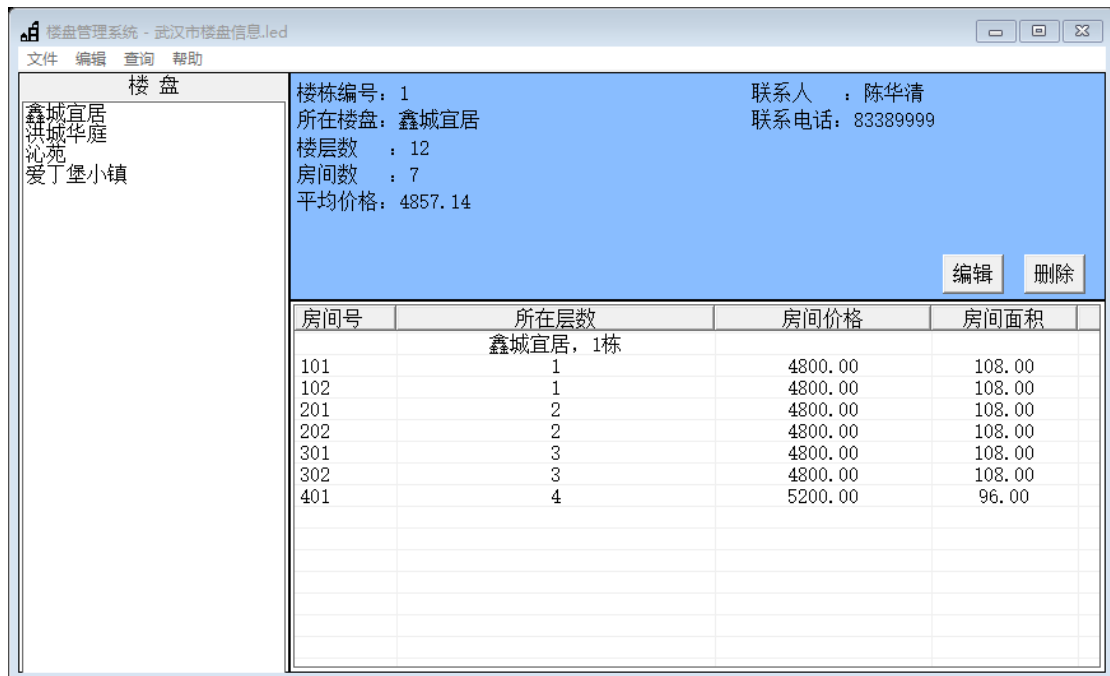 楼盘管理系统 - 武汉市楼盘信息.led
文件 编辑 查询 帮助
楼 盘
鑫城宜居
洪城华庭
沁苑
爱丁堡小镇
楼栋编号: 1
所在楼盘: 鑫城宜居
楼层数 : 12
房间数 : 7
平均价格: 4857.14
联系人 : 陈华清
联系电话: 83389999
编辑 删除
房间号 所在层数 房间价格 房间面积
鑫城宜居, 1栋
101 1 4800.00 108.00
102 1 4800.00 108.00
201 2 4800.00 108.00
202 2 4800.00 108.00
301 3 4800.00 108.00
302 3 4800.00 108.00
401 4 5200.00 96.00